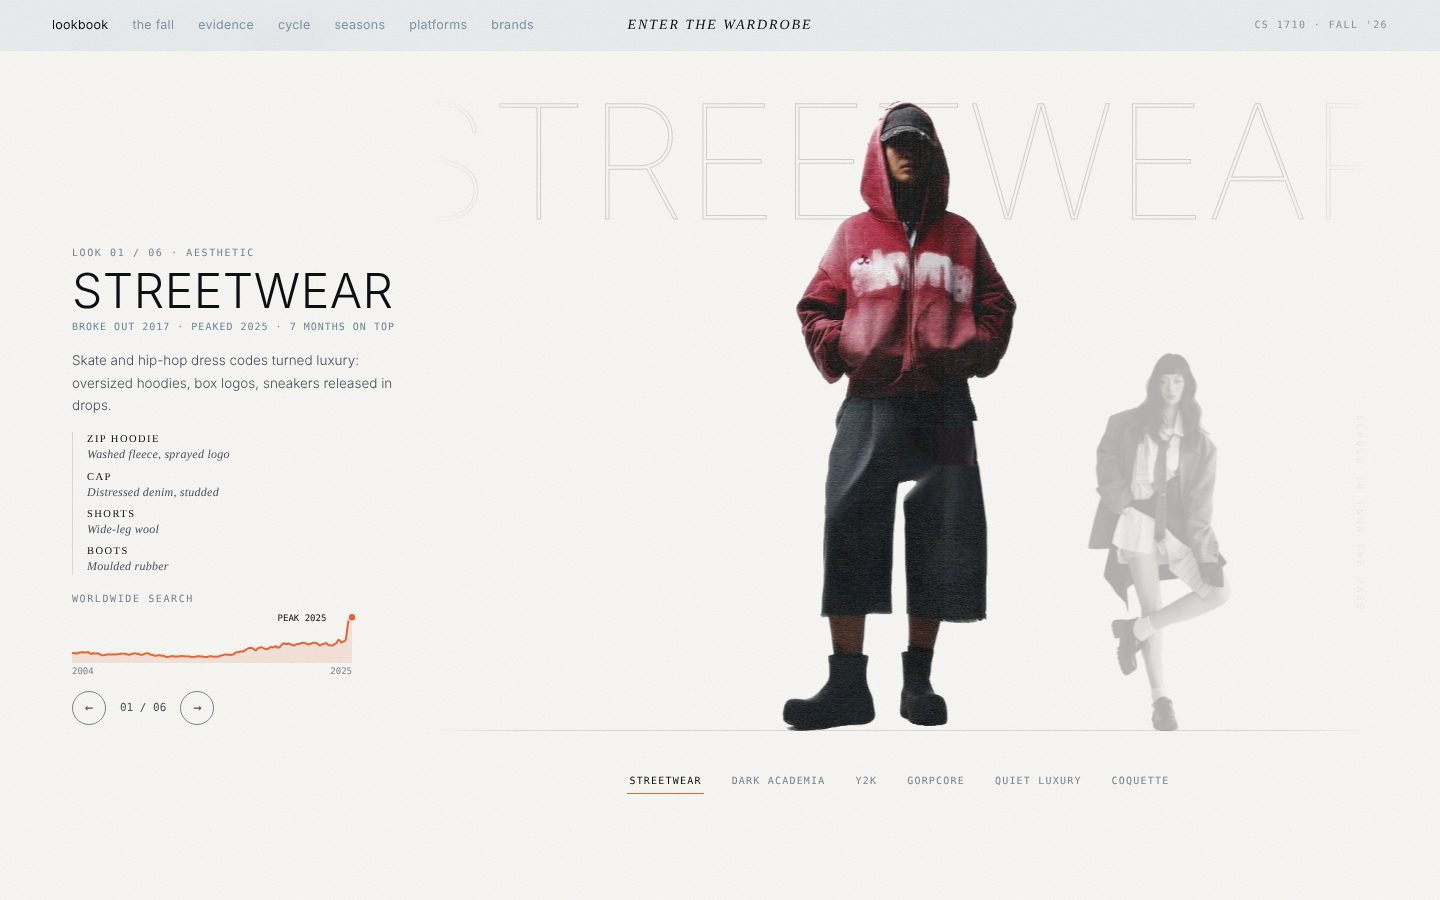 lookbook the fall evidence cycle seasons platforms brands
ENTER THE WARDROBE
CS 1710 · FALL '26
STREETWEAR
LOOK 01 / 06 · AESTHETIC
STREETWEAR
BROKE OUT 2017 · PEAKED 2025 · 7 MONTHS ON TOP
Skate and hip-hop dress codes turned luxury:
oversized hoodies, box logos, sneakers released in
drops.
ZIP HOODIE
Washed fleece, sprayed logo
CAP
Distressed denim, studded
SHORTS
Wide-leg wool
BOOTS
Moulded rubber
WORLDWIDE SEARCH
PEAK 2025
2004 2025
← 01 / 06 →
SCROLL TO TURN THE PAGE
STREETWEAR DARK ACADEMIA Y2K GORPCORE QUIET LUXURY COQUETTE